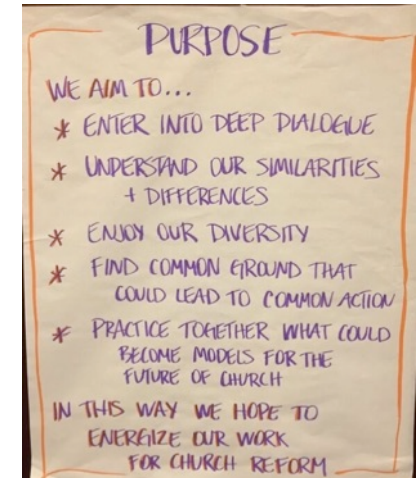 PURPOSE
WE AIM TO...
* ENTER INTO DEEP DIALOGUE
* UNDERSTAND OUR SIMILARITIES
+ DIFFERENCES
* ENJOY OUR DIVERSITY
* FIND COMMON GROUND THAT
COULD LEAD TO COMMON ACTION
* PRACTICE TOGETHER WHAT COULD
BECOME MODELS FOR THE
FUTURE OF CHURCH
IN THIS WAY WE HOPE TO
ENERGIZE OUR WORK
FOR CHURCH REFORM